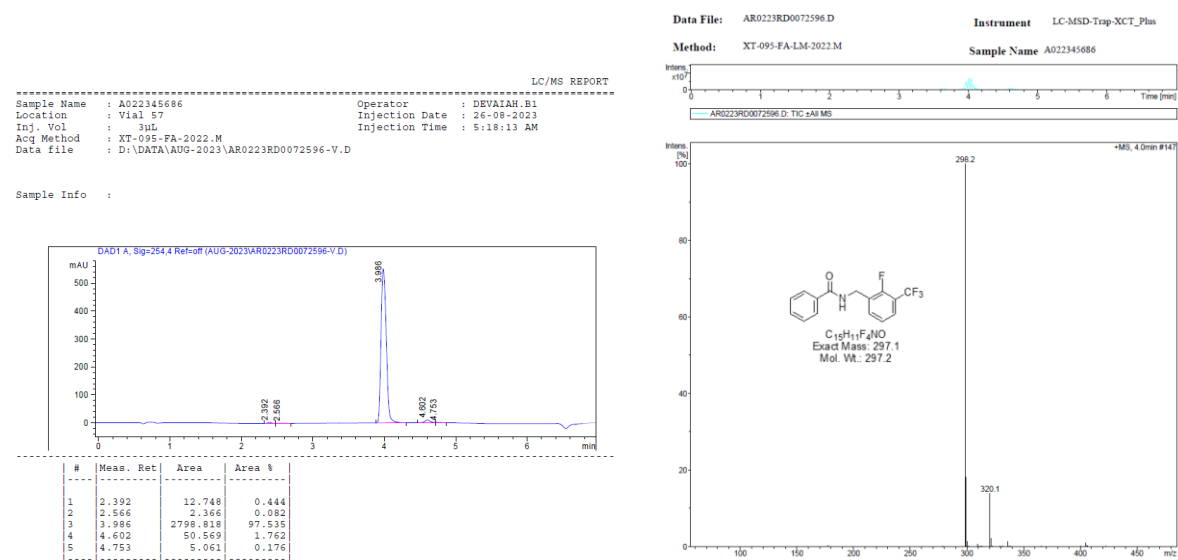 LC/MS REPORT
Sample Name : A022345686 Operator : DEVAIAH.B1
Location : Vial 57 Injection Date : 26-08-2023
Inj. Vol : 3µL Injection Time : 5:18:13 AM
Acq Method : XT-095-FA-2022.M
Data file : D:\DATA\AUG-2023\AR0223RD0072596-V.D
Sample Info :
DAD1 A, Sig=254,4 Ref=off (AUG-2023\AR0223RD0072596-V.D)
mAU
500
400
300
200
100
0
2.392
2.566
3.986
4.602
4.753
0 1 2 3 4 5 6 min
# |Meas. Ret| Area | Area %
1 |2.392 | 12.748| 0.444
2 |2.566 | 2.366| 0.082
3 |3.986 | 2798.818| 97.535
4 |4.602 | 50.569| 1.762
5 |4.753 | 5.061| 0.176
Data File: AR0223RD0072596.D Instrument LC-MSD-Trap-XCT_Plus
Method: XT-095-FA-LM-2022.M Sample Name A022345686
Intens.
x10⁷
0
0 1 2 3 4 5 6 Time [min]
AR0223RD0072596.D: TIC ±All MS
Intens.
[%]
+MS, 4.0min #147
100
80
60
40
20
0
298.2
320.1
O
N
H
F
CF₃
C₁₅H₁₁F₄NO
Exact Mass: 297.1
Mol. Wt.: 297.2
100 150 200 250 300 350 400 450 m/z